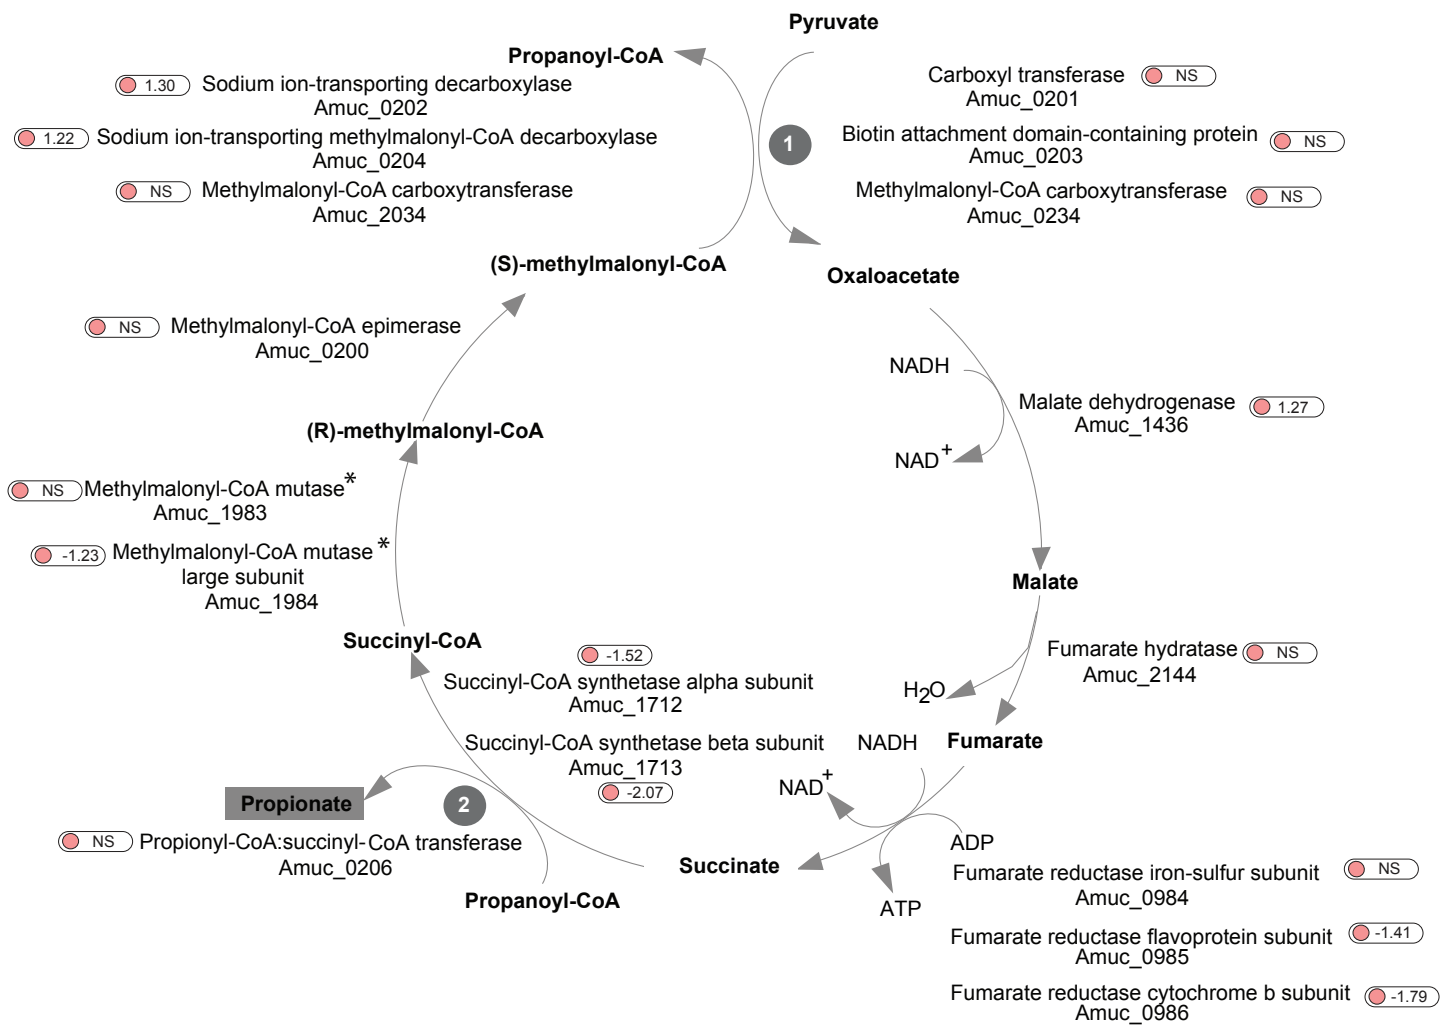 Pyruvate
Propanoyl-CoA
1.30 Sodium ion-transporting decarboxylase
Amuc_0202
1.22 Sodium ion-transporting methylmalonyl-CoA decarboxylase
Amuc_0204
NS Methylmalonyl-CoA carboxytransferase
Amuc_2034
1
Carboxyl transferase NS
Amuc_0201
Biotin attachment domain-containing protein NS
Amuc_0203
Methylmalonyl-CoA carboxytransferase NS
Amuc_0234
(S)-methylmalonyl-CoA
Oxaloacetate
NS Methylmalonyl-CoA epimerase
Amuc_0200
NADH
Malate dehydrogenase 1.27
Amuc_1436
NAD+
(R)-methylmalonyl-CoA
NS Methylmalonyl-CoA mutase*
Amuc_1983
-1.23 Methylmalonyl-CoA mutase *
large subunit
Amuc_1984
Malate
Succinyl-CoA
Fumarate hydratase NS
Amuc_2144
H2O
-1.52
Succinyl-CoA synthetase alpha subunit
Amuc_1712
Succinyl-CoA synthetase beta subunit
Amuc_1713
-2.07
NADH
Fumarate
NAD+
Propionate
2
NS Propionyl-CoA:succinyl-CoA transferase
Amuc_0206
Propanoyl-CoA
Succinate
ADP
ATP
Fumarate reductase iron-sulfur subunit NS
Amuc_0984
Fumarate reductase flavoprotein subunit -1.41
Amuc_0985
Fumarate reductase cytochrome b subunit -1.79
Amuc_0986